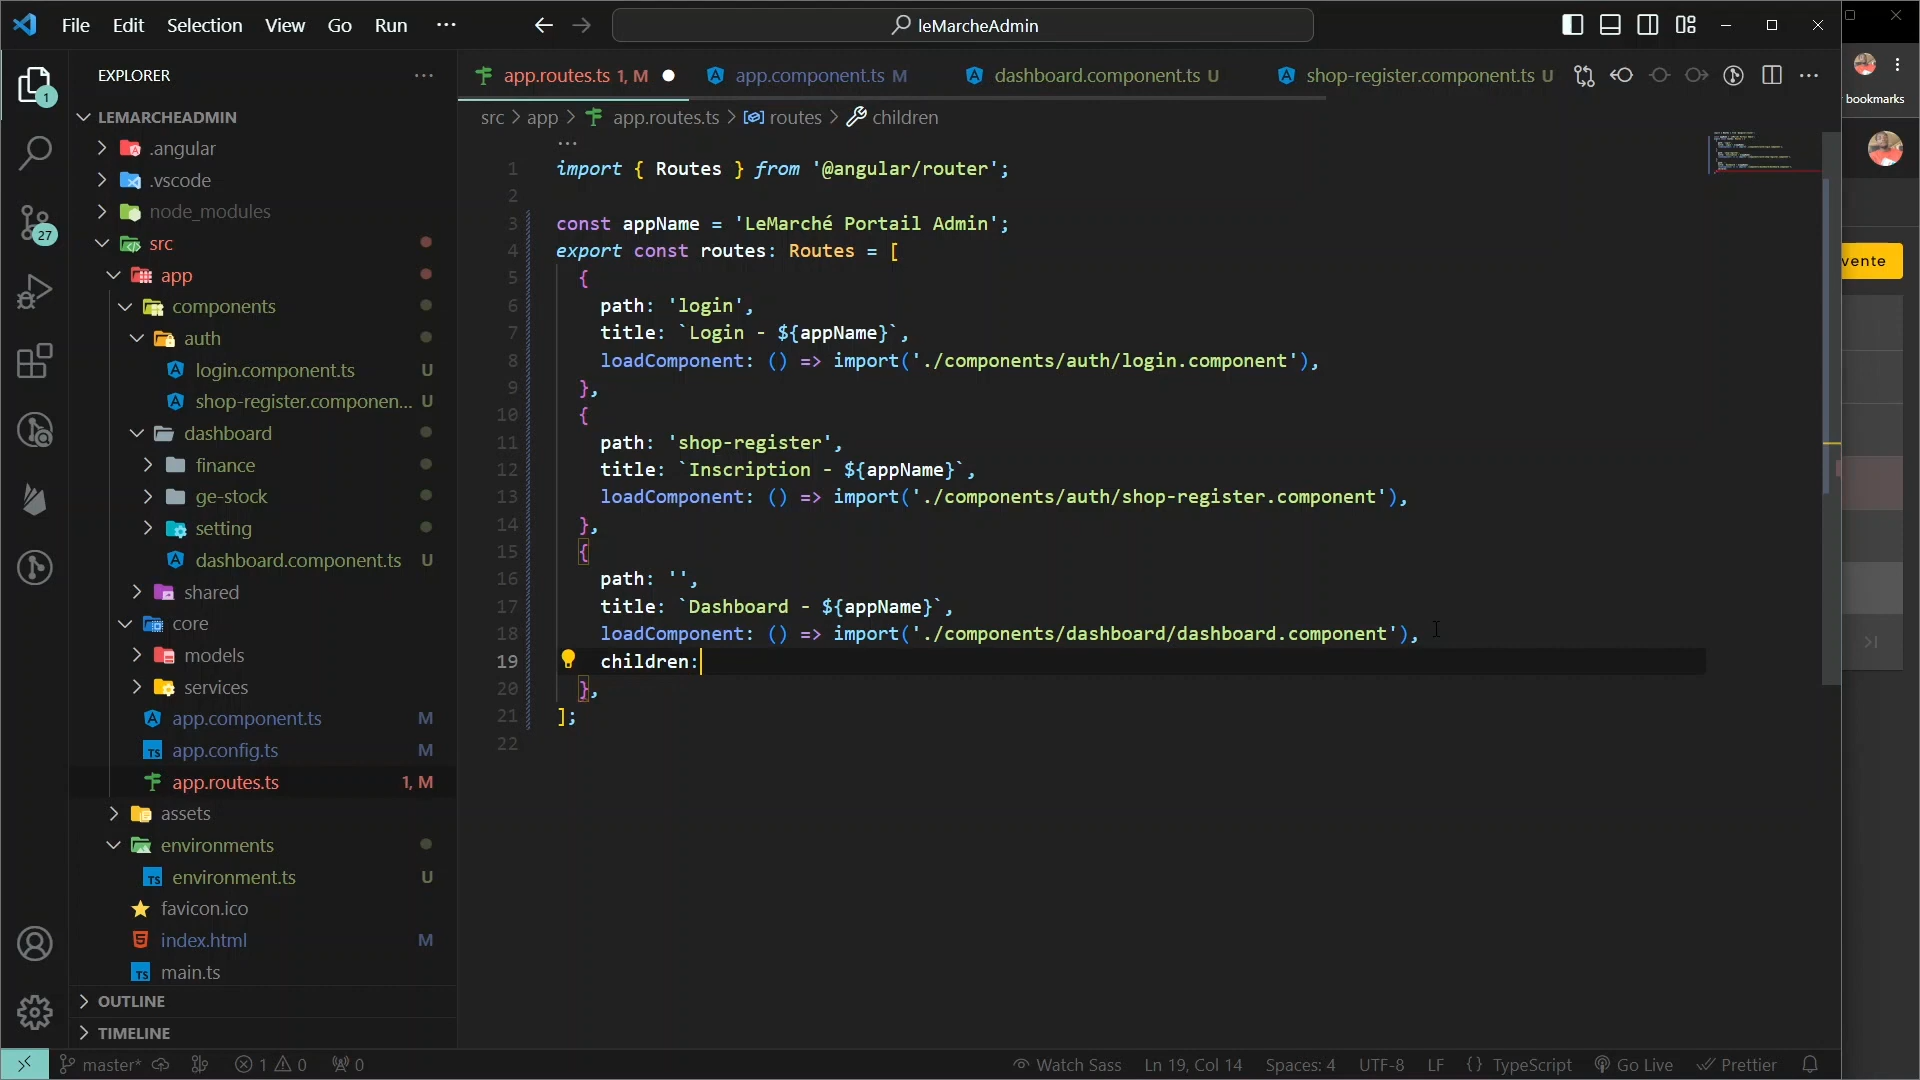 File Edit Selection View Go Run ...
leMarcheAdmin
EXPLORER
app.routes.ts 1, M
app.component.ts M
dashboard.component.ts U
shop-register.component.ts U
bookmarks
src > app > app.routes.ts > routes > children
LEMARCHEADMIN
.angular
.vscode
node_modules
src
app
components
auth
login.component.ts U
shop-register.componen... U
dashboard
finance
ge-stock
setting
dashboard.component.ts U
shared
core
models
services
app.component.ts M
app.config.ts M
app.routes.ts 1, M
assets
environments
environment.ts U
favicon.ico
index.html M
main.ts
OUTLINE
TIMELINE
1
27
...
1 import { Routes } from '@angular/router';
2
3 const appName = 'LeMarché Portail Admin';
4 export const routes: Routes = [
5 {
6 path: 'login',
7 title: `Login - ${appName}`,
8 loadComponent: () => import('./components/auth/login.component'),
9 },
10 {
11 path: 'shop-register',
12 title: `Inscription - ${appName}`,
13 loadComponent: () => import('./components/auth/shop-register.component'),
14 },
15 {
16 path: '',
17 title: `Dashboard - ${appName}`,
18 loadComponent: () => import('./components/dashboard/dashboard.component'),
19 children:
20 },
21 ];
22
vente
master* 1 0 0
Watch Sass Ln 19, Col 14 Spaces: 4 UTF-8 LF {} TypeScript Go Live Prettier